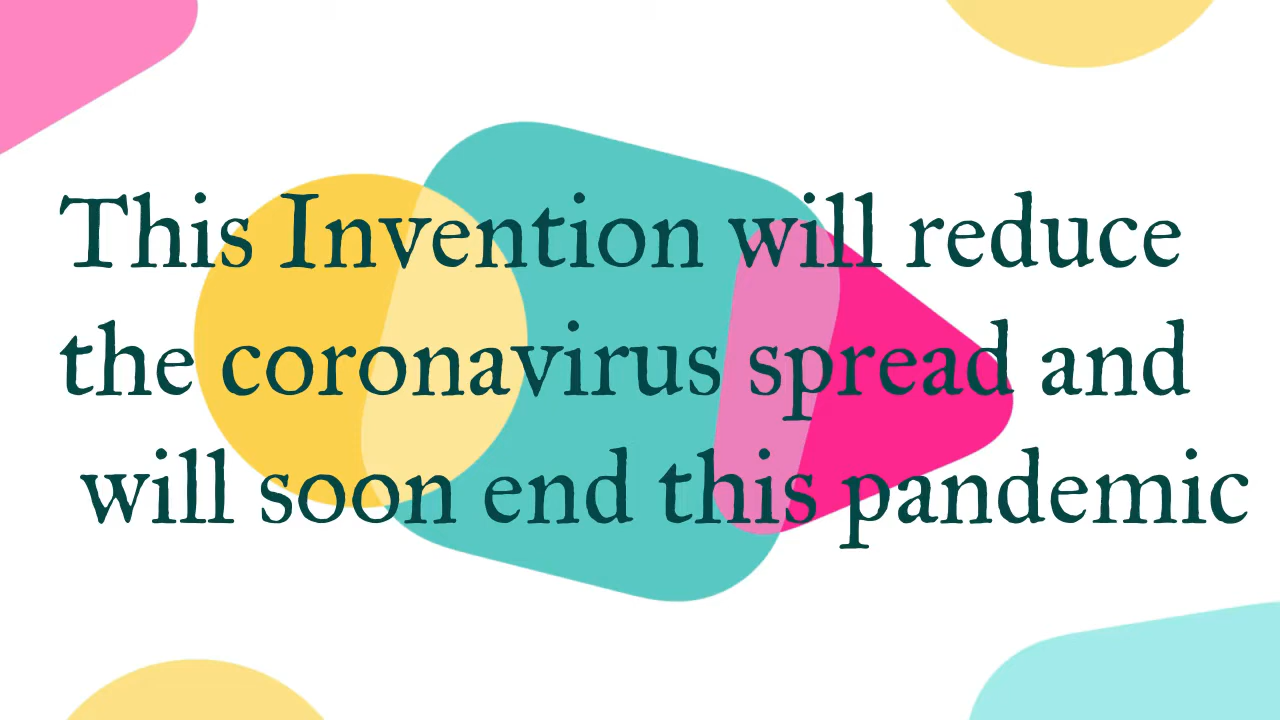 This Invention will reduce
the coronavirus spread and
will soon end this pandemic